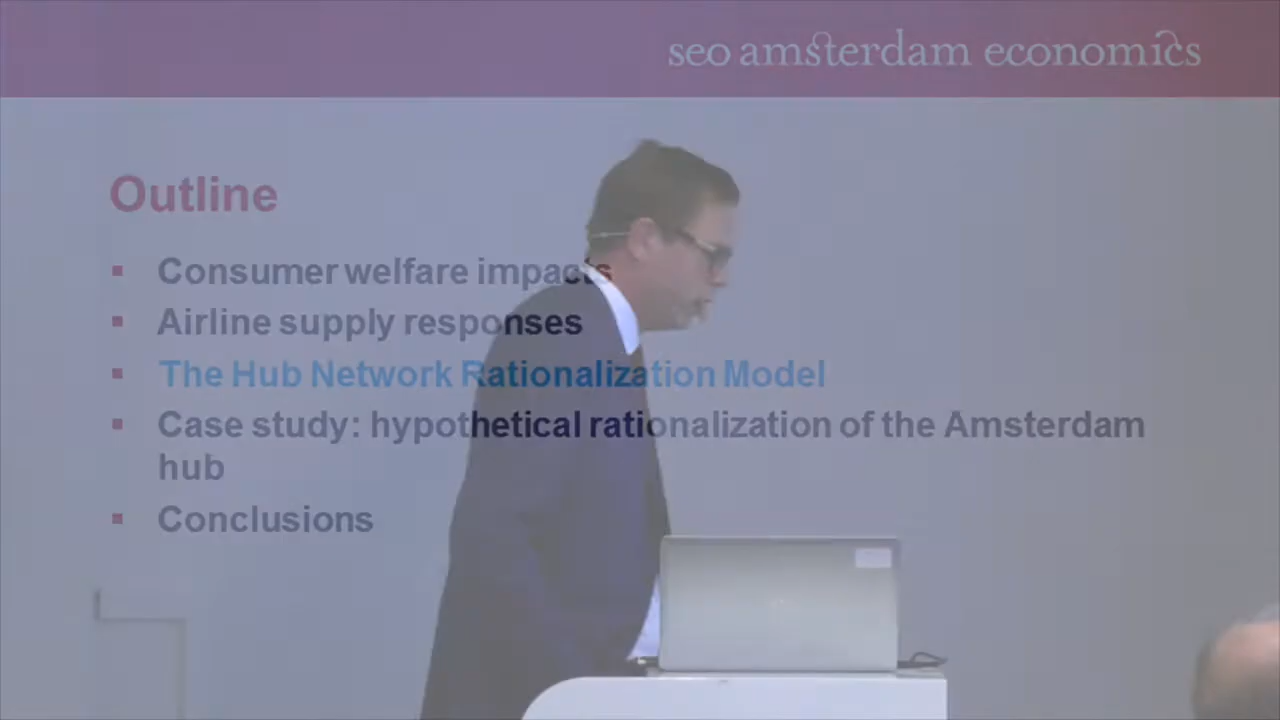 seo amsterdam economics
Outline
▪ Consumer welfare impacts
▪ Airline supply responses
▪ The Hub Network Rationalization Model
▪ Case study: hypothetical rationalization of the Amsterdam
hub
▪ Conclusions